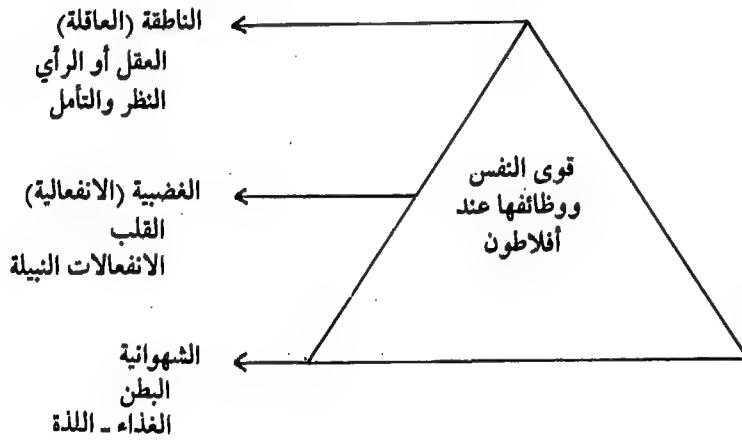 الناطقة (العاقلة)
العقل أو الرأي
النظر والتأمل
قوى النفس
ووظائفها عند
أفلاطون
الغضبية (الانفعالية)
القلب
الانفعالات النبيلة
الشهوانية
البطن
الغذاء ـ اللذة